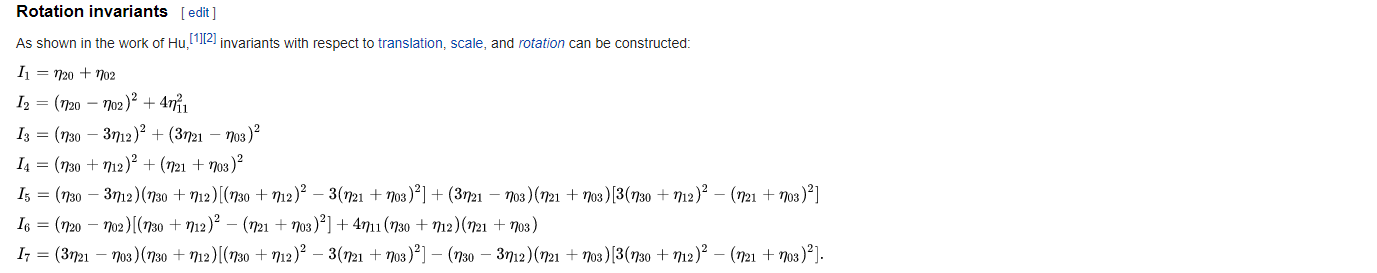 Rotation invariants [ edit ]
As shown in the work of Hu,[1][2] invariants with respect to translation, scale, and rotation can be constructed:
I₁ = η₂₀ + η₀₂
I₂ = (η₂₀ − η₀₂)² + 4η₁₁²
I₃ = (η₃₀ − 3η₁₂)² + (3η₂₁ − η₀₃)²
I₄ = (η₃₀ + η₁₂)² + (η₂₁ + η₀₃)²
I₅ = (η₃₀ − 3η₁₂)(η₃₀ + η₁₂)[(η₃₀ + η₁₂)² − 3(η₂₁ + η₀₃)²] + (3η₂₁ − η₀₃)(η₂₁ + η₀₃)[3(η₃₀ + η₁₂)² − (η₂₁ + η₀₃)²]
I₆ = (η₂₀ − η₀₂)[(η₃₀ + η₁₂)² − (η₂₁ + η₀₃)²] + 4η₁₁(η₃₀ + η₁₂)(η₂₁ + η₀₃)
I₇ = (3η₂₁ − η₀₃)(η₃₀ + η₁₂)[(η₃₀ + η₁₂)² − 3(η₂₁ + η₀₃)²] − (η₃₀ − 3η₁₂)(η₂₁ + η₀₃)[3(η₃₀ + η₁₂)² − (η₂₁ + η₀₃)²].